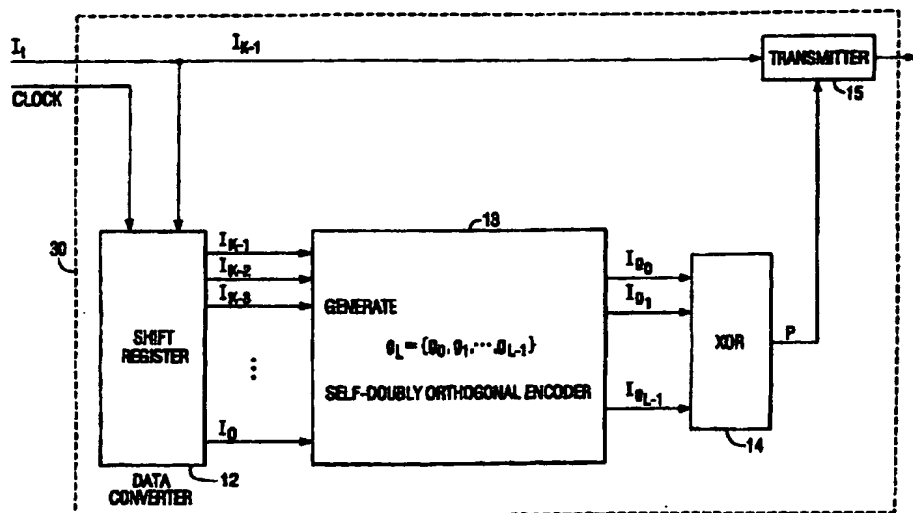 I_t
I_{K-1}
TRANSMITTER
15
CLOCK
13
30
I_{K-1}
I_{K-2}
I_{K-3}
⋮
I_0
SHIFT
REGISTER
12
DATA
CONVERTER
GENERATE
g_L = {g_0, g_1, ..., g_{L-1}}
SELF-DOUBLY ORTHOGONAL ENCODER
I_{g_0}
I_{g_1}
I_{g_{L-1}}
XOR
P
14